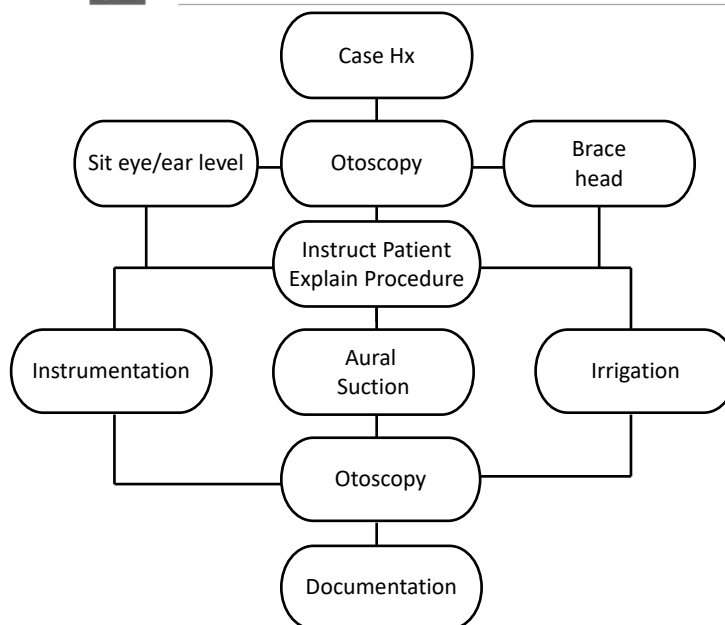 Case Hx
Sit eye/ear level
Otoscopy
Brace
head
Instruct Patient
Explain Procedure
Instrumentation
Aural
Suction
Irrigation
Otoscopy
Documentation